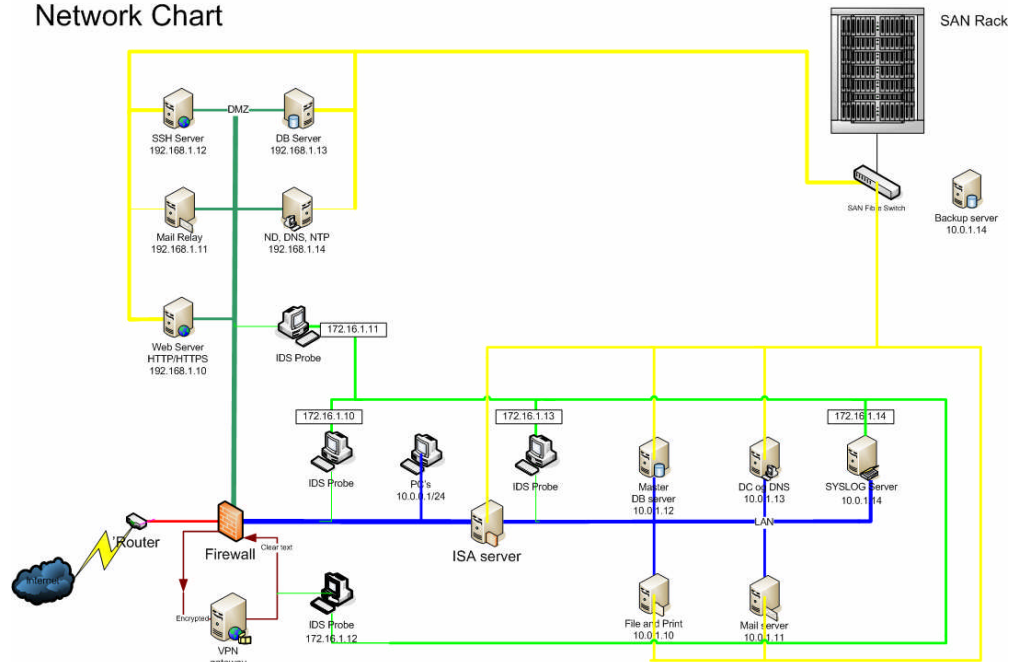 Network Chart
SAN Rack
DMZ
SSH Server
192.168.1.12
DB Server
192.168.1.13
SAN Fibre Switch
Backup server
10.0.1.14
Mail Relay
192.168.1.11
ND, DNS, NTP
192.168.1.14
172.16.1.11
Web Server
HTTP/HTTPS
192.168.1.10
IDS Probe
172.16.1.10
172.16.1.13
172.16.1.14
IDS Probe
PC's
10.0.0.1/24
IDS Probe
Master
DB server
10.0.1.12
DC og DNS
10.0.1.13
SYSLOG Server
10.0.1.14
LAN
'Router
Firewall
Clear text
ISA server
Internet
Encrypted
IDS Probe
172.16.1.12
File and Print
10.0.1.10
Mail server
10.0.1.11
VPN
gateway